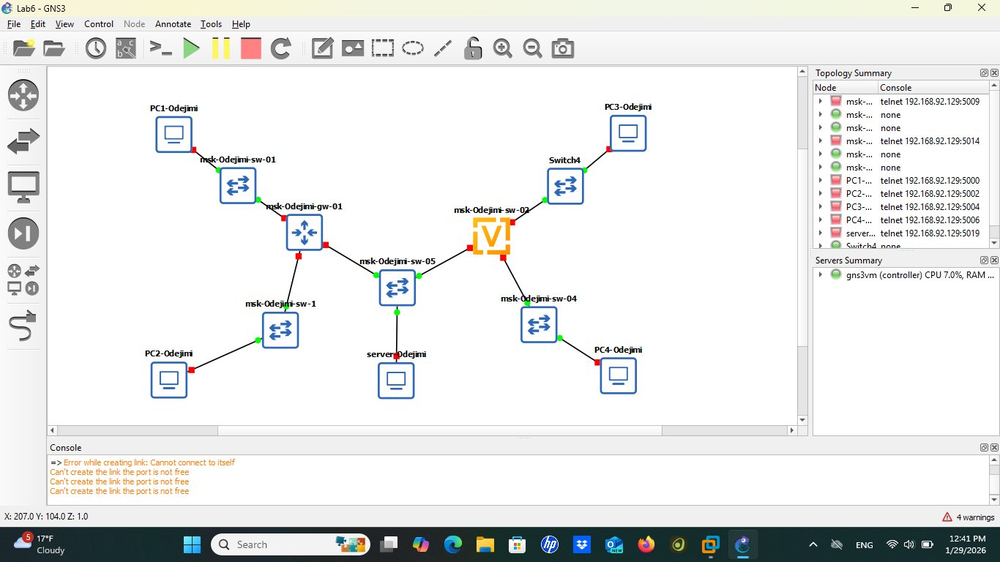 Lab6 - GNS3
File Edit View Control Node Annotate Tools Help
Topology Summary
Node Console
msk-... telnet 192.168.92.129:5009
msk-... none
msk-... none
msk-... telnet 192.168.92.129:5014
msk-... none
msk-... none
PC1-... telnet 192.168.92.129:5000
PC2-... telnet 192.168.92.129:5002
PC3-... telnet 192.168.92.129:5004
PC4-... telnet 192.168.92.129:5006
server... telnet 192.168.92.129:5019
Switch4 none
Servers Summary
gns3vm (controller) CPU 7.0%, RAM ...
PC1-Odejimi
PC3-Odejimi
msk-Odejimi-sw-01
Switch4
msk-Odejimi-gw-01
msk-Odejimi-sw-02
V
msk-Odejimi-sw-05
msk-Odejimi-sw-1
msk-Odejimi-sw-04
PC2-Odejimi
server-Odejimi
PC4-Odejimi
Console
=> Error while creating link: Cannot connect to itself
Can't create the link the port is not free
Can't create the link the port is not free
Can't create the link the port is not free
X: 207.0 Y: 104.0 Z: 1.0
4 warnings
5
17°F
Cloudy
Search
hp
NEW
ENG
12:41 PM
1/29/2026